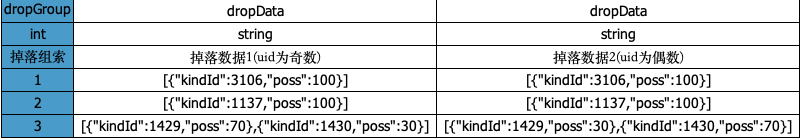 dropGroup dropData dropData
int string string
掉落组索 掉落数据1(uid为奇数) 掉落数据2(uid为偶数)
1 [{"kindId":3106,"poss":100}] [{"kindId":3106,"poss":100}]
2 [{"kindId":1137,"poss":100}] [{"kindId":1137,"poss":100}]
3 [{"kindId":1429,"poss":70},{"kindId":1430,"poss":30}] [{"kindId":1429,"poss":30},{"kindId":1430,"poss":70}]